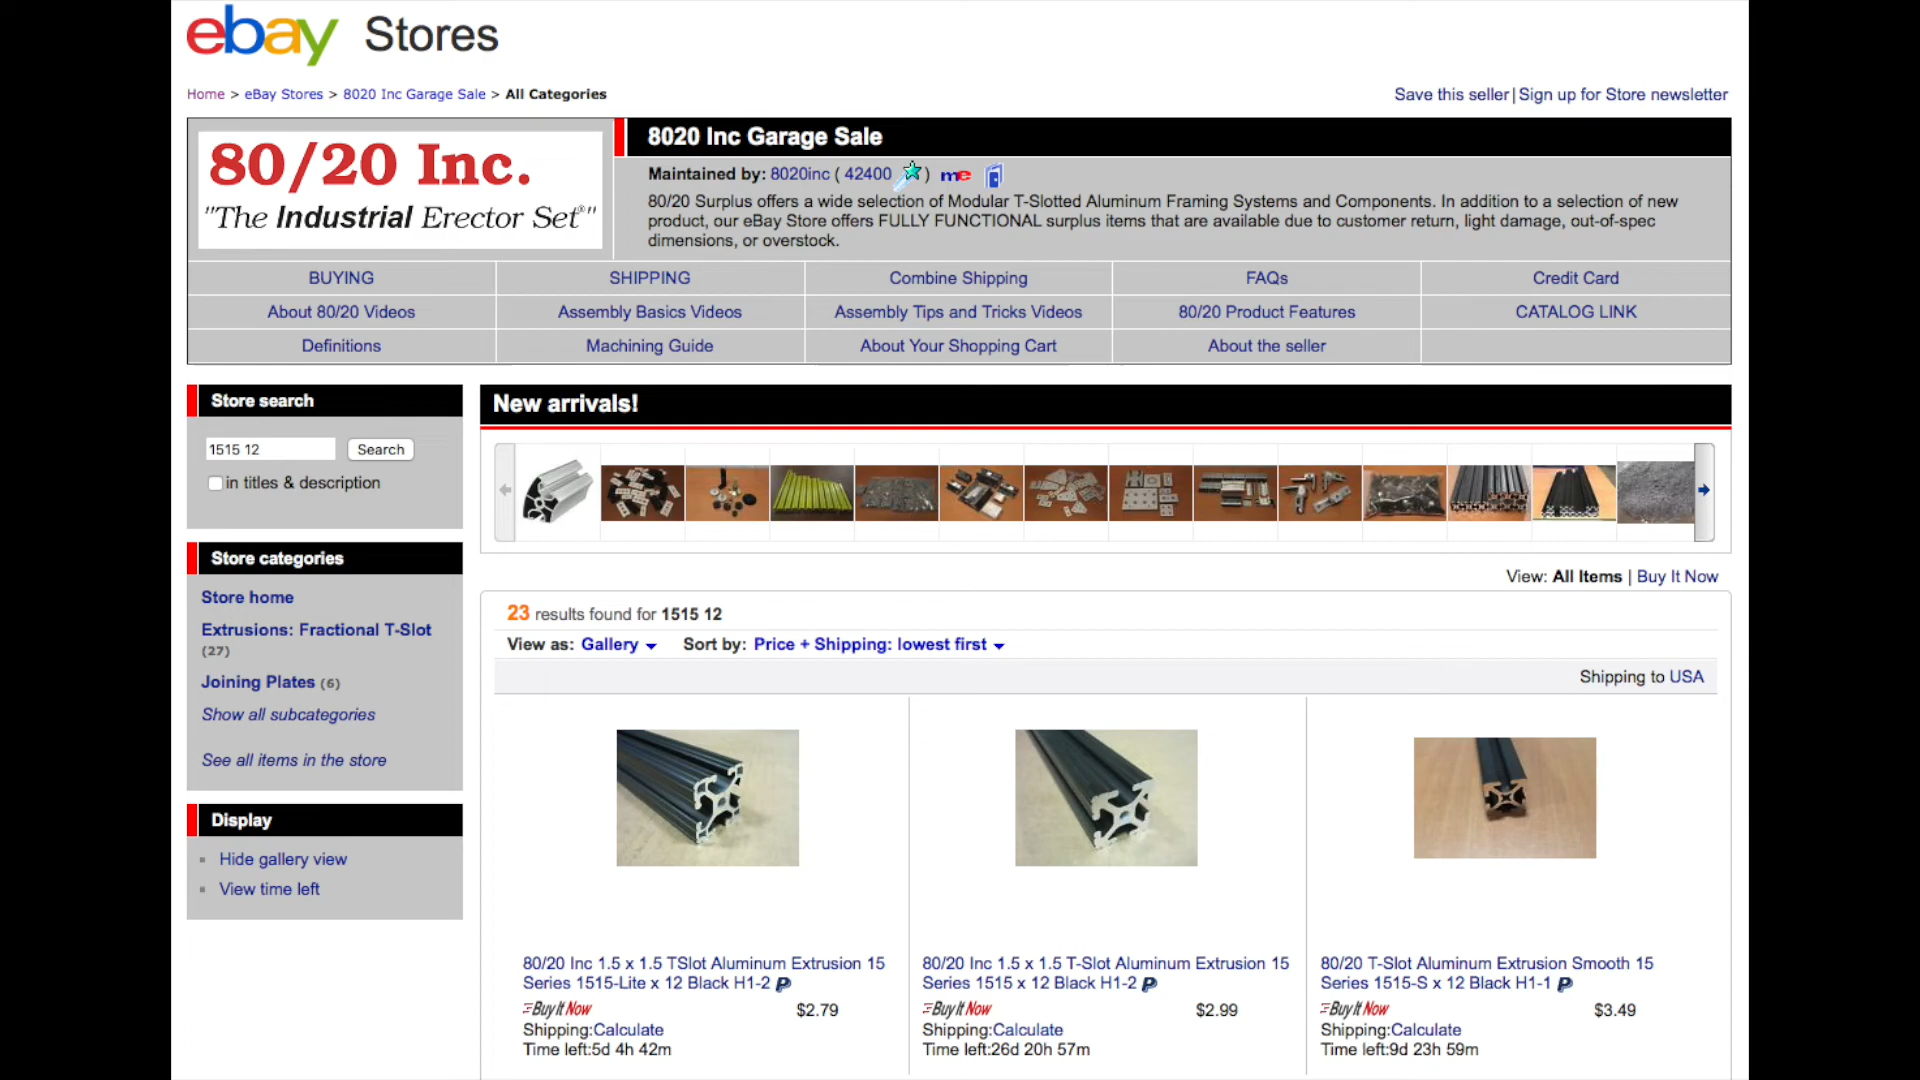 ebay Stores
Home > eBay Stores > 8020 Inc Garage Sale > All Categories
Save this seller | Sign up for Store newsletter
80/20 Inc.
"The Industrial Erector Set®"
8020 Inc Garage Sale
Maintained by: 8020inc ( 42400 ) me
80/20 Surplus offers a wide selection of Modular T-Slotted Aluminum Framing Systems and Components. In addition to a selection of new
product, our eBay Store offers FULLY FUNCTIONAL surplus items that are available due to customer return, light damage, out-of-spec
dimensions, or overstock.
BUYING SHIPPING Combine Shipping FAQs Credit Card
About 80/20 Videos Assembly Basics Videos Assembly Tips and Tricks Videos 80/20 Product Features CATALOG LINK
Definitions Machining Guide About Your Shopping Cart About the seller
Store search
1515 12 Search
in titles & description
Store categories
Store home
Extrusions: Fractional T-Slot
(27)
Joining Plates (6)
Show all subcategories
See all items in the store
Display
Hide gallery view
View time left
New arrivals!
View: All Items | Buy It Now
23 results found for 1515 12
View as: Gallery Sort by: Price + Shipping: lowest first
Shipping to USA
80/20 Inc 1.5 x 1.5 TSlot Aluminum Extrusion 15
Series 1515-Lite x 12 Black H1-2 P
Buy It Now $2.79
Shipping:Calculate
Time left:5d 4h 42m
80/20 Inc 1.5 x 1.5 T-Slot Aluminum Extrusion 15
Series 1515 x 12 Black H1-2 P
Buy It Now $2.99
Shipping:Calculate
Time left:26d 20h 57m
80/20 T-Slot Aluminum Extrusion Smooth 15
Series 1515-S x 12 Black H1-1 P
Buy It Now $3.49
Shipping:Calculate
Time left:9d 23h 59m